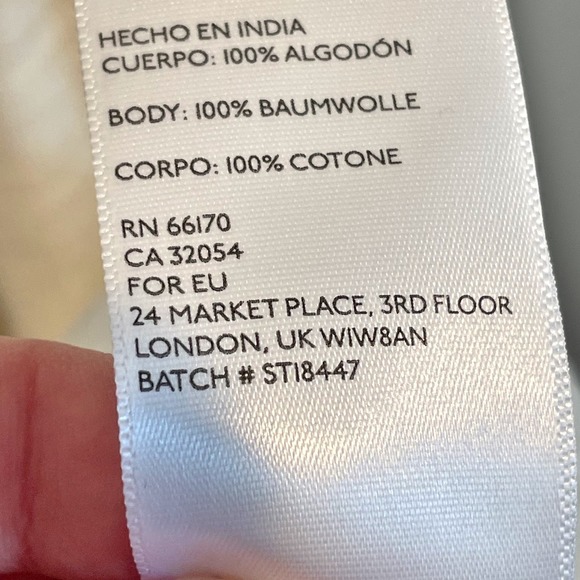 HECHO EN INDIA
CUERPO: 100% ALGODÓN
BODY: 100% BAUMWOLLE
CORPO: 100% COTONE
RN 66170
CA 32054
FOR EU
24 MARKET PLACE, 3RD FLOOR
LONDON, UK W1W8AN
BATCH # ST18447